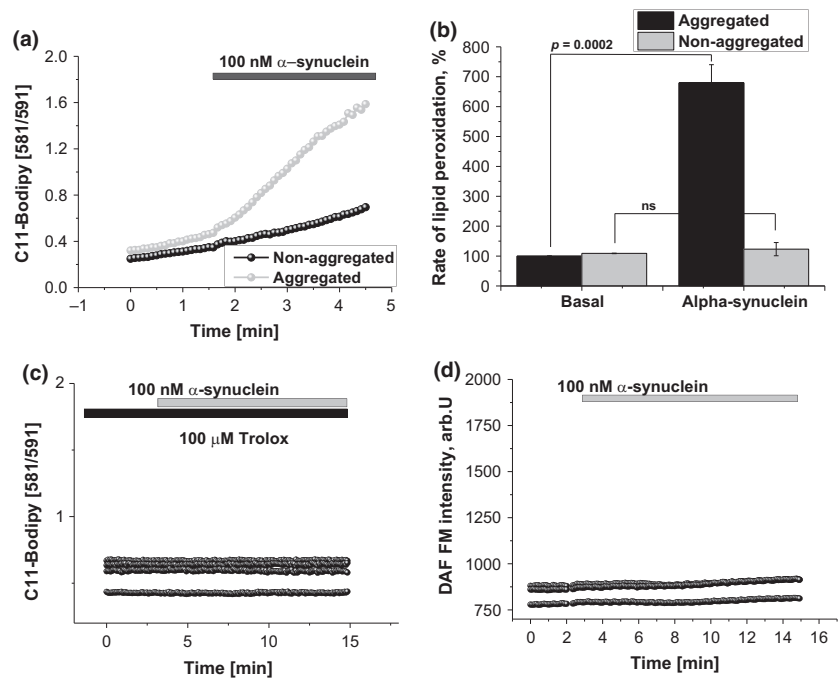 (a)
100 nM α–synuclein
C11-Bodipy [581/591]
2.0
1.6
1.2
0.8
0.4
0.0
Non-aggregated
Aggregated
–1 0 1 2 3 4 5
Time [min]
(b)
Aggregated
Non-aggregated
Rate of lipid peroxidation, %
800
700
600
500
400
300
200
100
0
p = 0.0002
ns
Basal Alpha-synuclein
(c)
100 nM α-synuclein
100 μM Trolox
C11-Bodipy [581/591]
2
1
0 5 10 15
Time [min]
(d)
100 nM α-synuclein
DAF FM intensity, arb.U
2000
1750
1500
1250
1000
750
0 2 4 6 8 10 12 14 16
Time [min]